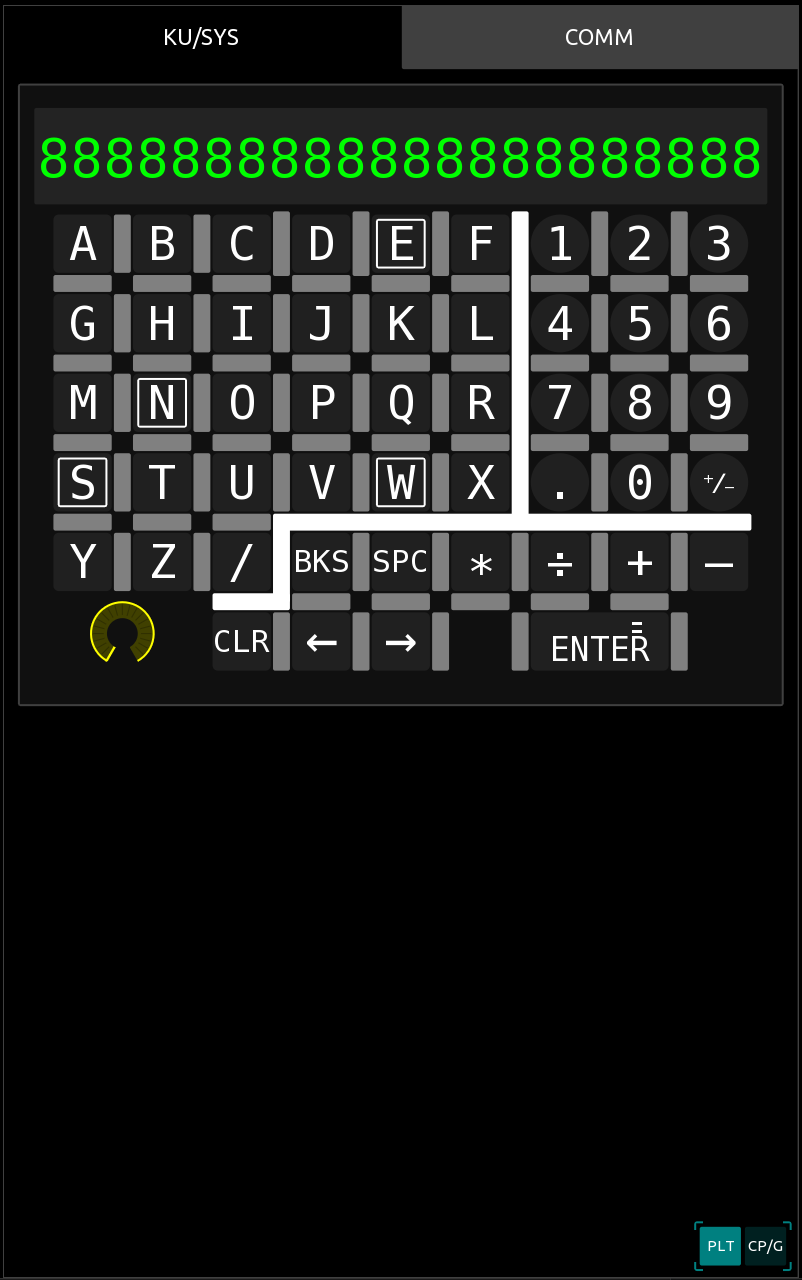 KU/SYS COMM
8888888888888888888888
A B C D E F 1 2 3
G H I J K L 4 5 6
M N O P Q R 7 8 9
S T U V W X . 0 +/−
Y Z / BKS SPC * ÷ + −
CLR ← → ENTER =
PLT CP/G